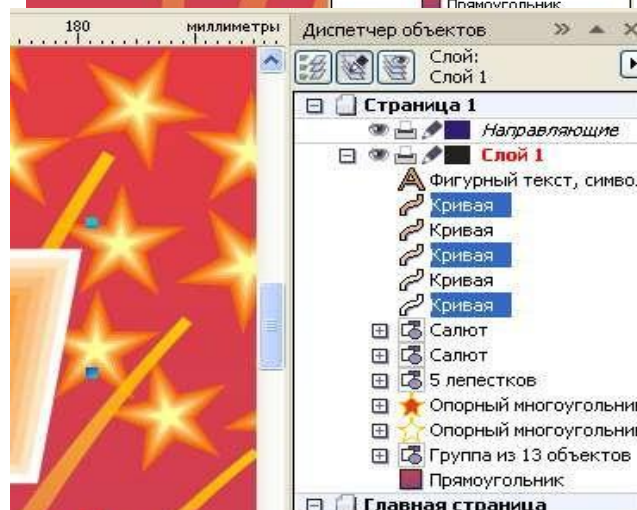 Прямоугольник
180 миллиметры
Диспетчер объектов
Слой:
Слой 1
Страница 1
Направляющие
Слой 1
Фигурный текст, симво
Кривая
Кривая
Кривая
Кривая
Кривая
Салют
Салют
5 лепестков
Опорный многоугольни
Опорный многоугольни
Группа из 13 объектов
Прямоугольник
Главная страница